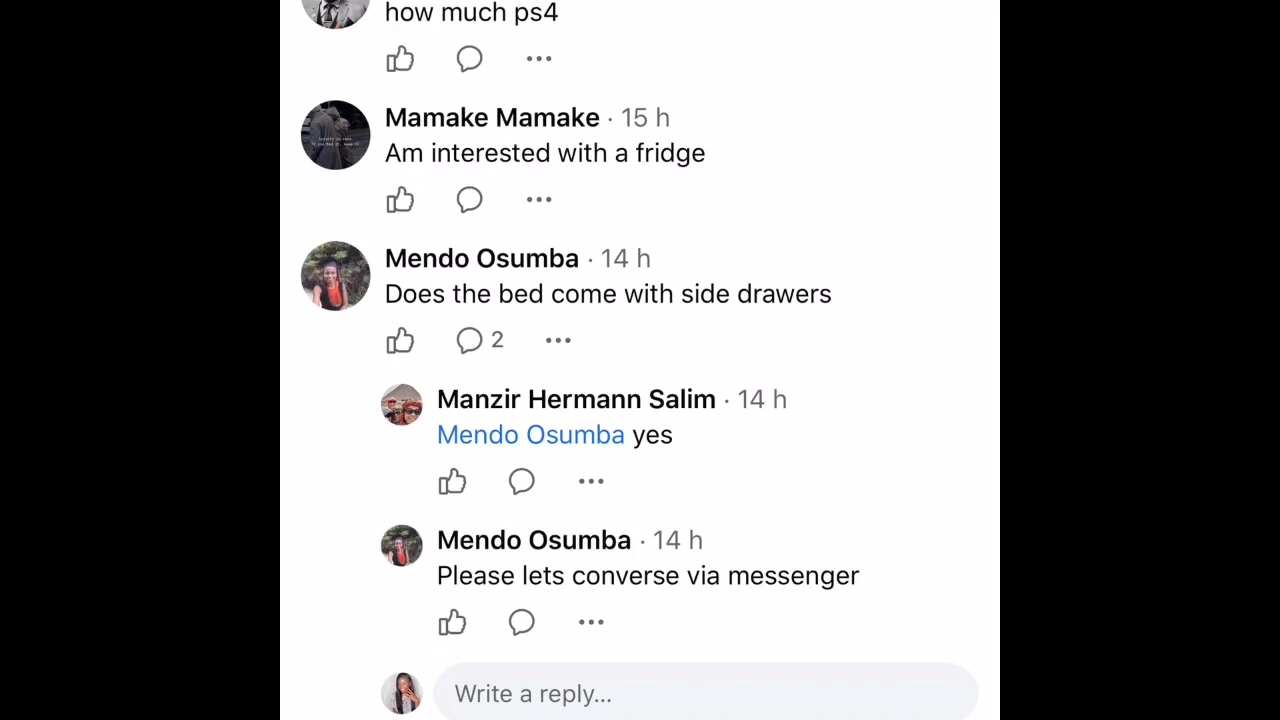 how much ps4
Mamake Mamake · 15 h
Am interested with a fridge
Mendo Osumba · 14 h
Does the bed come with side drawers
2
Manzir Hermann Salim · 14 h
Mendo Osumba yes
Mendo Osumba · 14 h
Please lets converse via messenger
Write a reply...